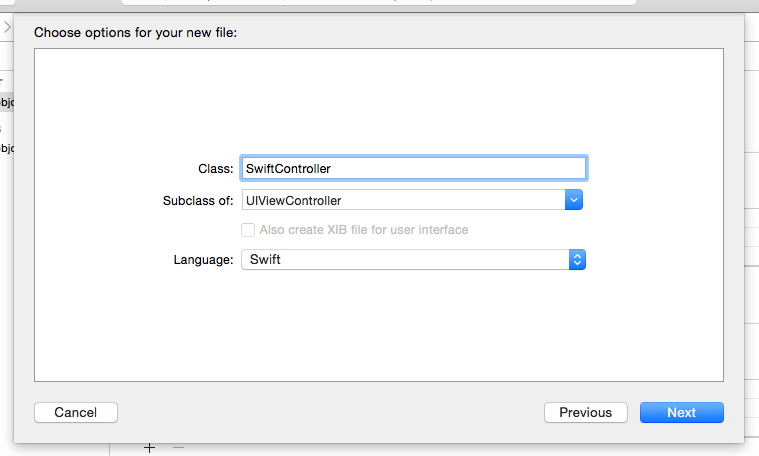 Choose options for your new file:
Class: SwiftController
Subclass of: UIViewController
Also create XIB file for user interface
Language: Swift
Cancel Previous Next